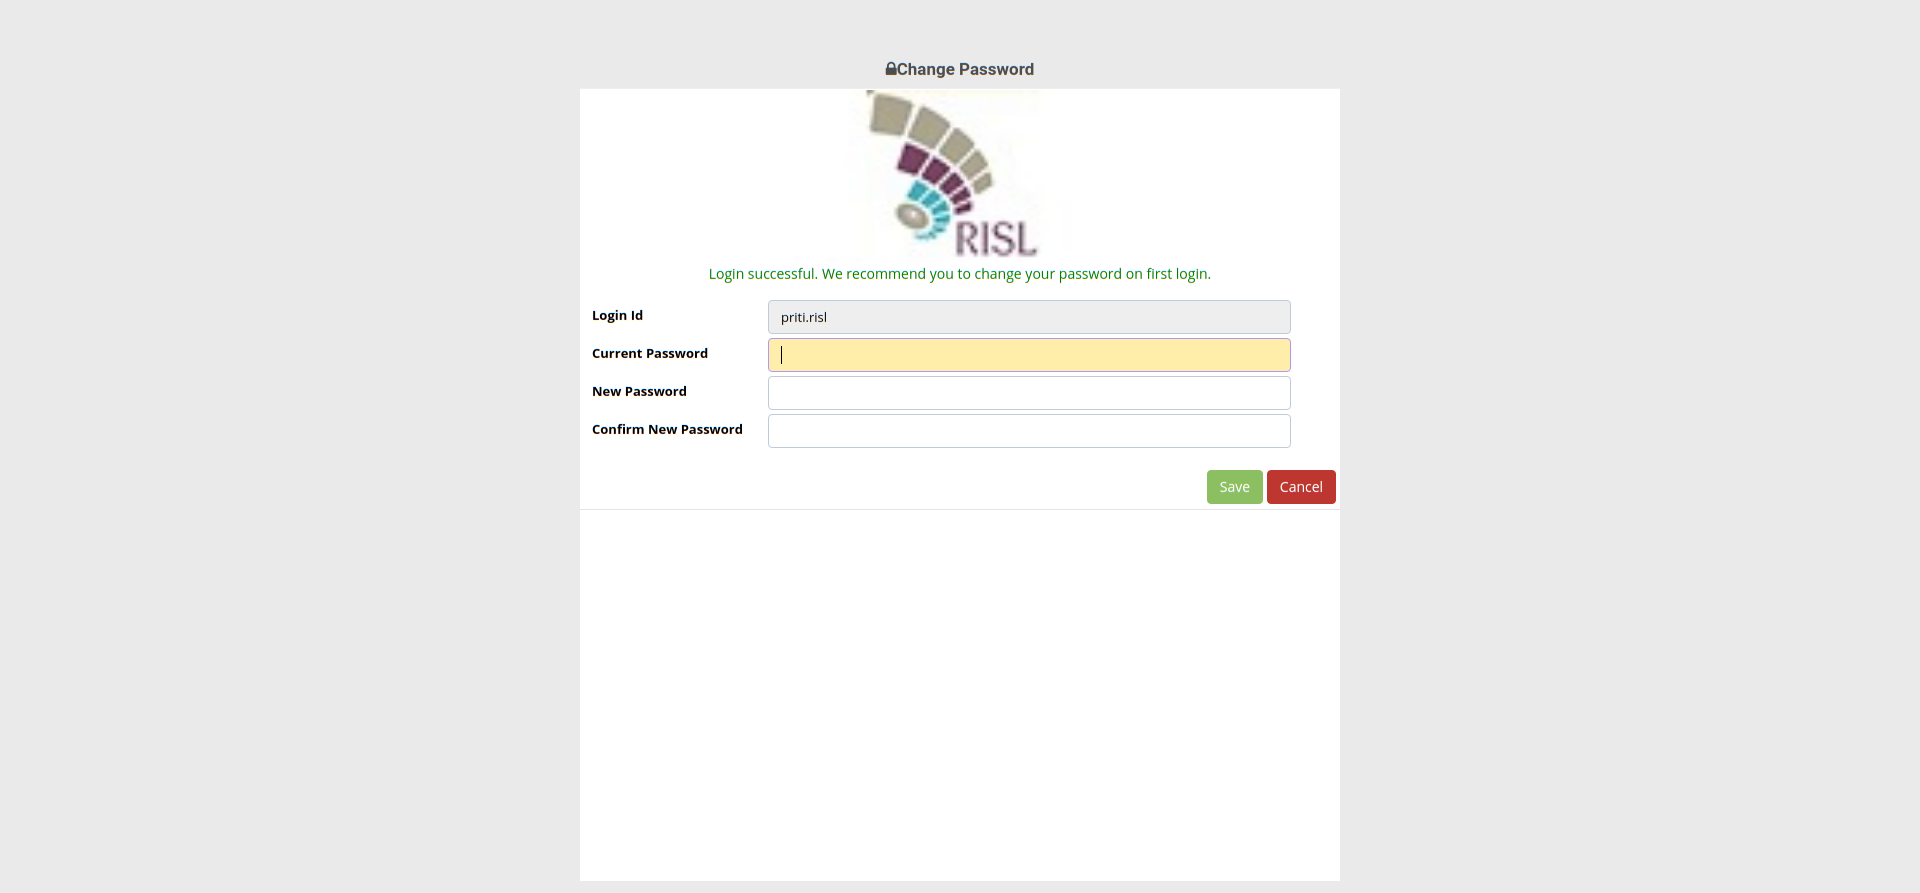 Change Password
RISL
Login successful. We recommend you to change your password on first login.
Login Id
priti.risl
Current Password
New Password
Confirm New Password
Save Cancel